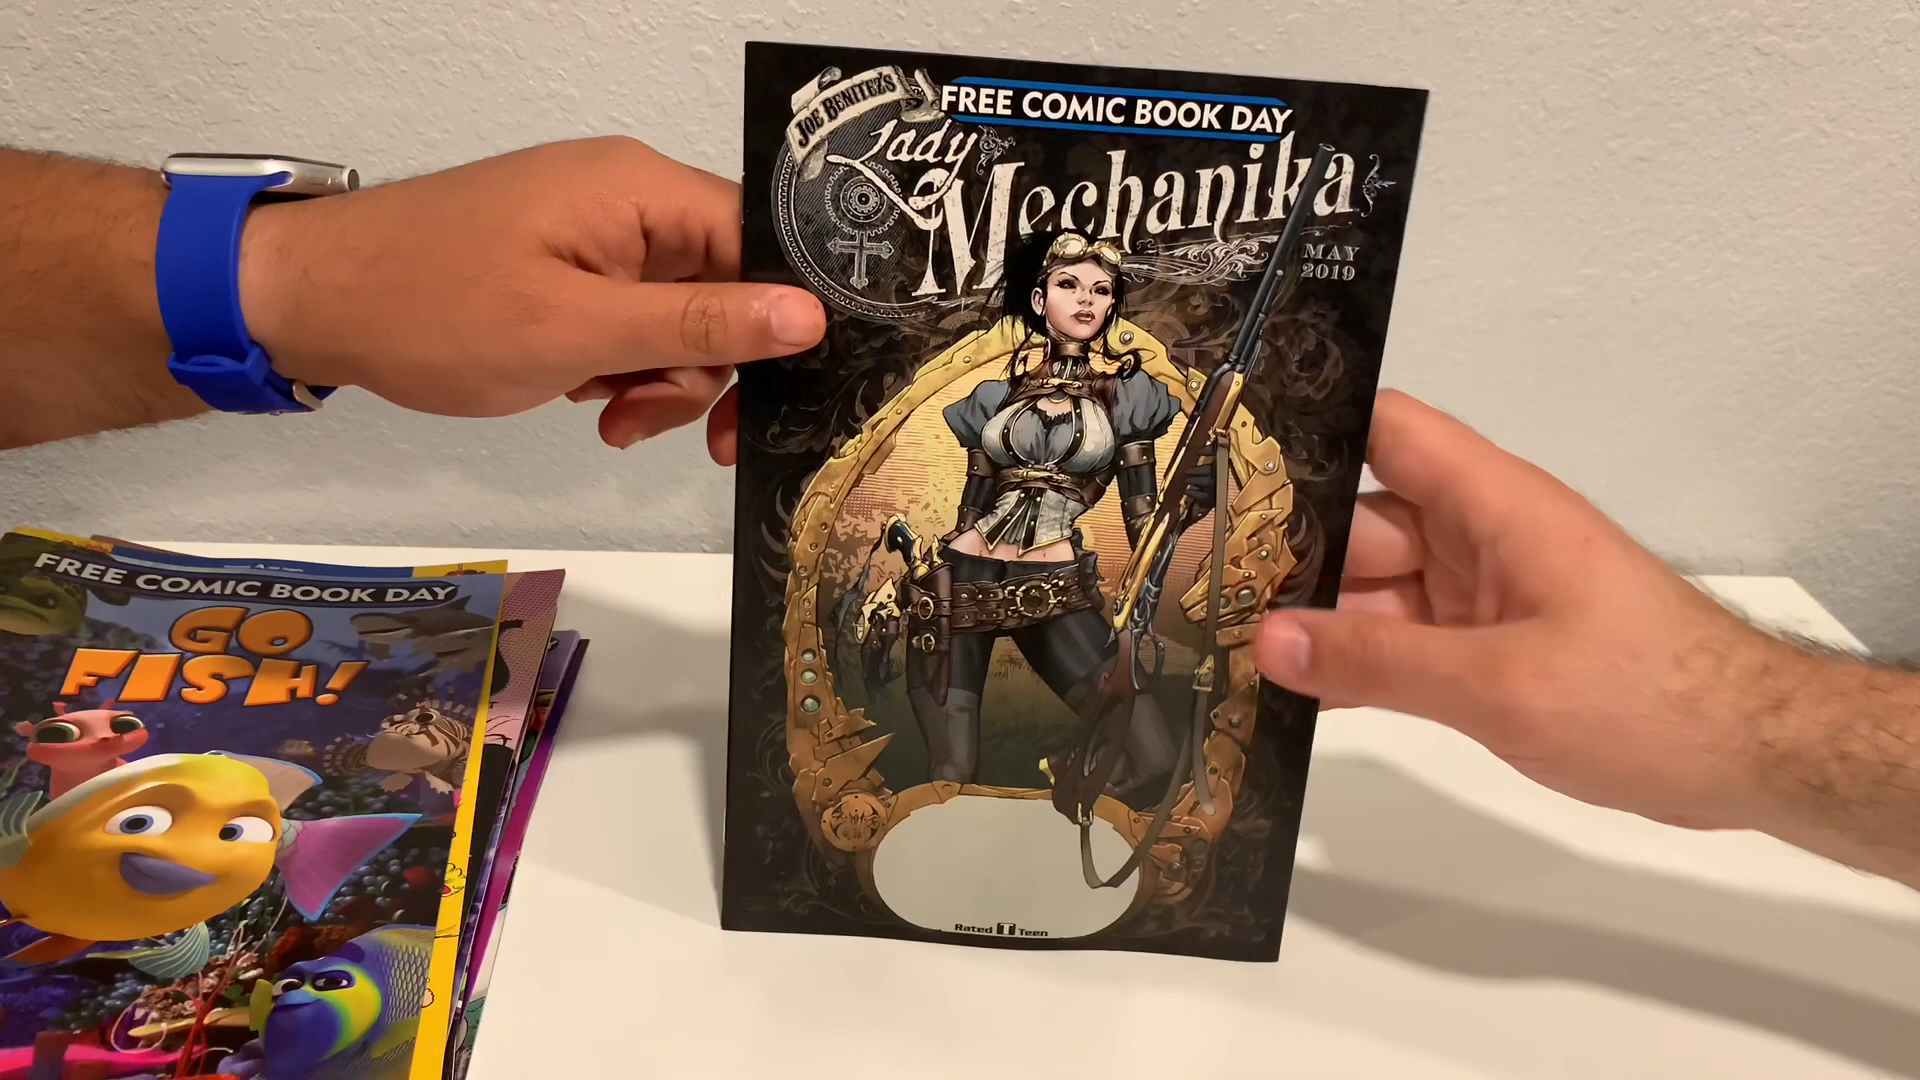 JOE BENITEZ'S
FREE COMIC BOOK DAY
Lady
Mechanika
MAY
2019
Rated T Teen
FREE COMIC BOOK DAY
GO
FISH!